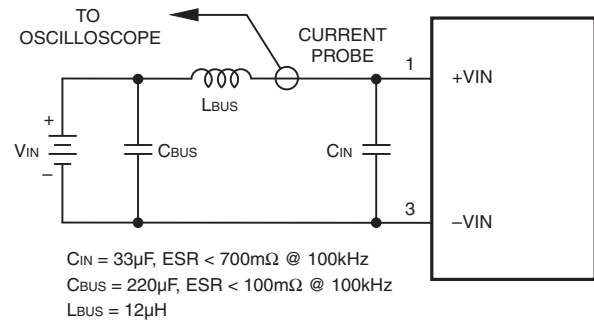 TO
OSCILLOSCOPE
CURRENT
PROBE
LBUS
1
+VIN
+
VIN
–
CBUS
CIN
3
–VIN
CIN = 33µF, ESR < 700mΩ @ 100kHz
CBUS = 220µF, ESR < 100mΩ @ 100kHz
LBUS = 12µH